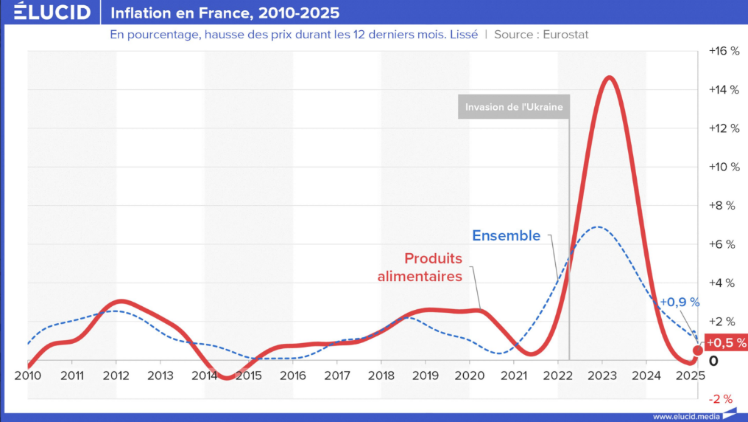 ÉLUCID
Inflation en France, 2010-2025
En pourcentage, hausse des prix durant les 12 derniers mois. Lissé | Source : Eurostat
+16 %
+14 %
+12 %
+10 %
+8 %
+6 %
+4 %
+2 %
0
-2 %
Invasion de l'Ukraine
Ensemble
Produits
alimentaires
+0,9 %
+0,5 %
2010 2011 2012 2013 2014 2015 2016 2017 2018 2019 2020 2021 2022 2023 2024 2025
www.elucid.media